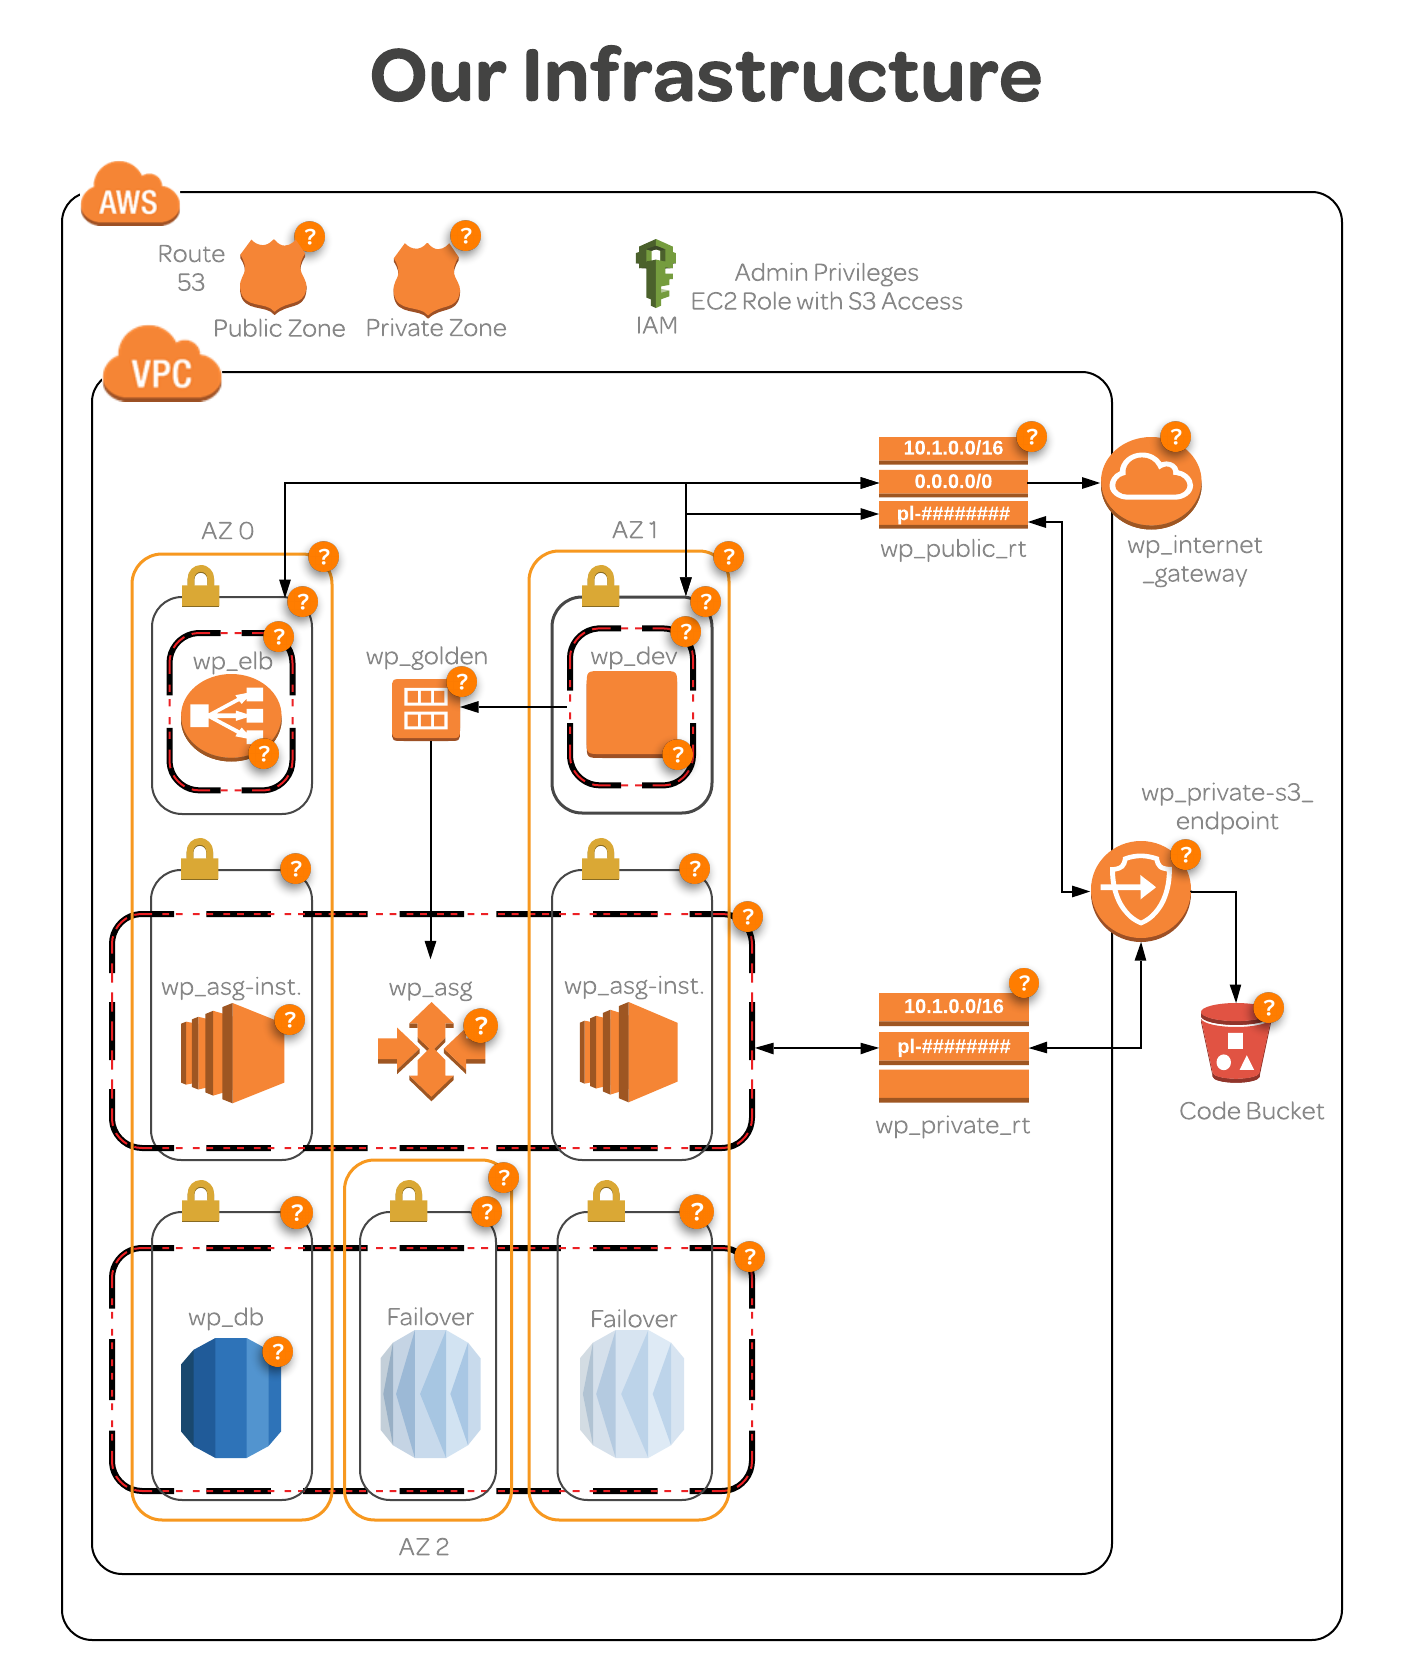 Our Infrastructure
AWS
Route
53
?
?
Public Zone
Private Zone
IAM
Admin Privileges
EC2 Role with S3 Access
VPC
10.1.0.0/16
?
0.0.0.0/0
pl-########
wp_public_rt
?
wp_internet
_gateway
AZ 0
AZ 1
?
?
?
?
?
?
wp_elb
wp_golden
wp_dev
?
?
?
wp_private-s3_
endpoint
?
?
?
?
wp_asg-inst.
wp_asg
wp_asg-inst.
?
?
10.1.0.0/16
?
pl-########
wp_private_rt
?
Code Bucket
?
?
?
?
?
wp_db
Failover
Failover
?
AZ 2